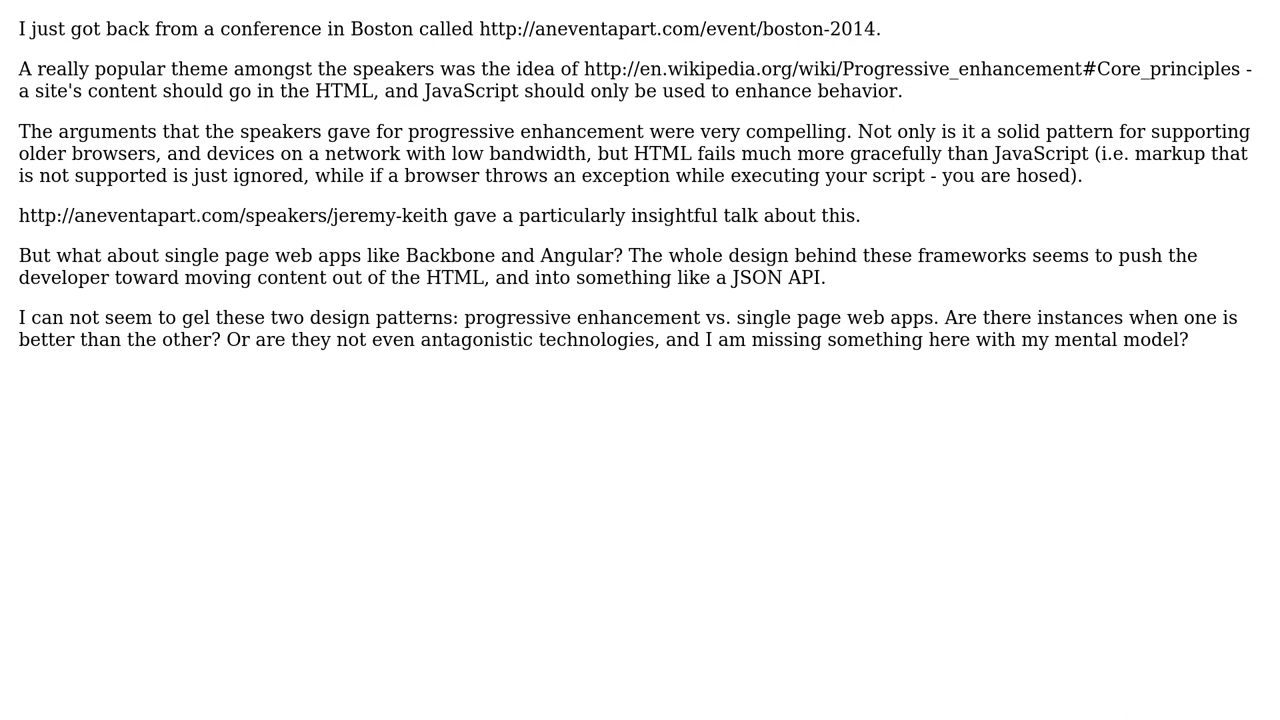 I just got back from a conference in Boston called http://aneventapart.com/event/boston-2014.
A really popular theme amongst the speakers was the idea of http://en.wikipedia.org/wiki/Progressive_enhancement#Core_principles -
a site's content should go in the HTML, and JavaScript should only be used to enhance behavior.
The arguments that the speakers gave for progressive enhancement were very compelling. Not only is it a solid pattern for supporting
older browsers, and devices on a network with low bandwidth, but HTML fails much more gracefully than JavaScript (i.e. markup that
is not supported is just ignored, while if a browser throws an exception while executing your script - you are hosed).
http://aneventapart.com/speakers/jeremy-keith gave a particularly insightful talk about this.
But what about single page web apps like Backbone and Angular? The whole design behind these frameworks seems to push the
developer toward moving content out of the HTML, and into something like a JSON API.
I can not seem to gel these two design patterns: progressive enhancement vs. single page web apps. Are there instances when one is
better than the other? Or are they not even antagonistic technologies, and I am missing something here with my mental model?